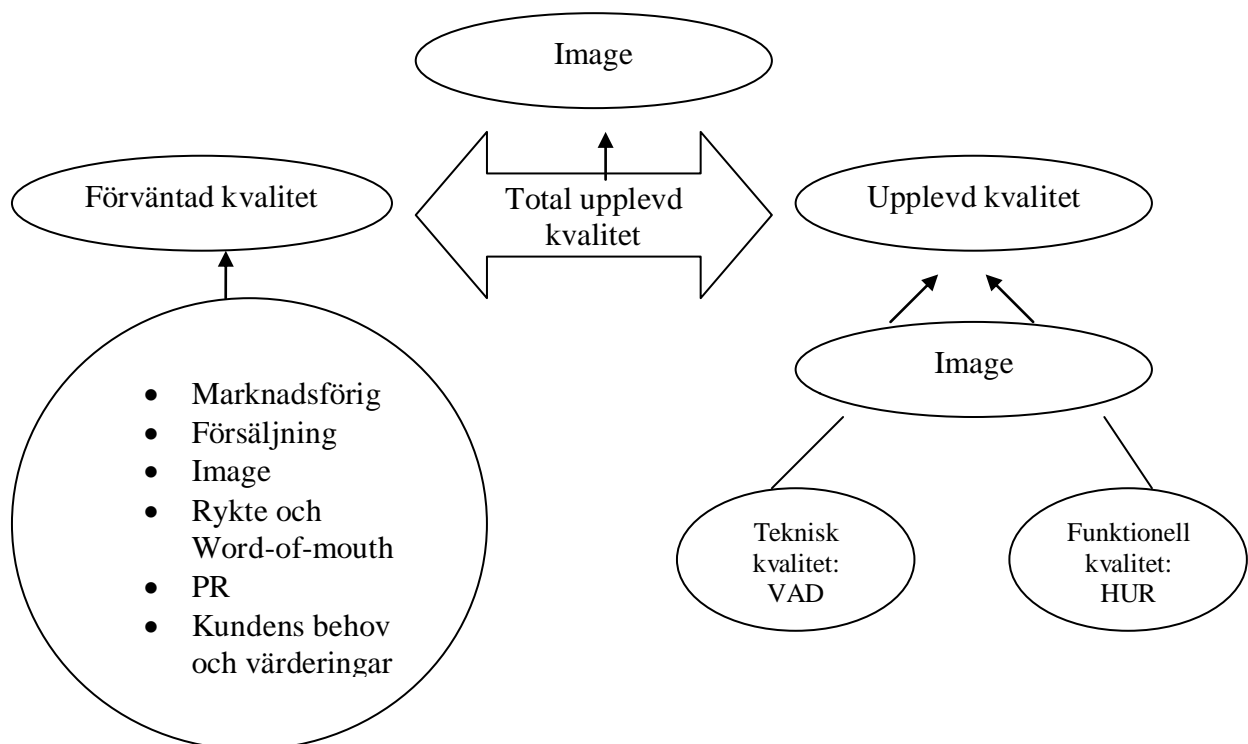 Image
Förväntad kvalitet
Total upplevd
kvalitet
Upplevd kvalitet
• Marknadsförig
• Försäljning
• Image
• Rykte och
Word-of-mouth
• PR
• Kundens behov
och värderingar
Image
Teknisk
kvalitet:
VAD
Funktionell
kvalitet:
HUR